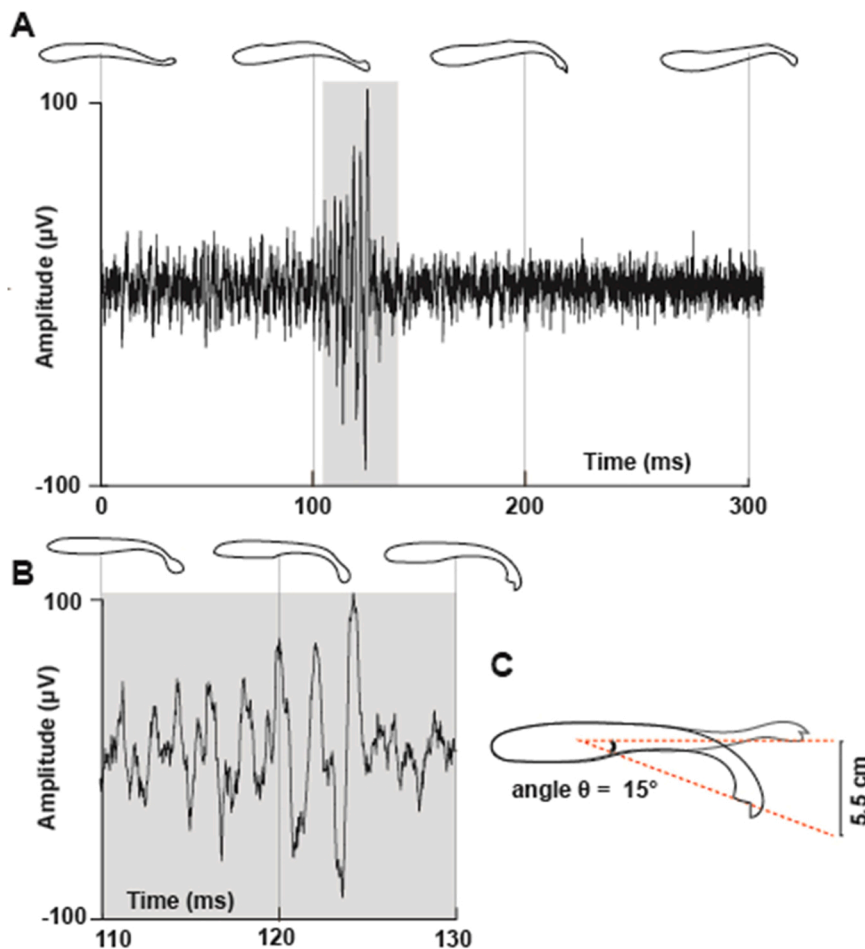 A
100
Amplitude (µV)
-100
Time (ms)
0
100
200
300
B
100
Amplitude (µV)
-100
Time (ms)
110
120
130
C
angle θ = 15°
5.5 cm